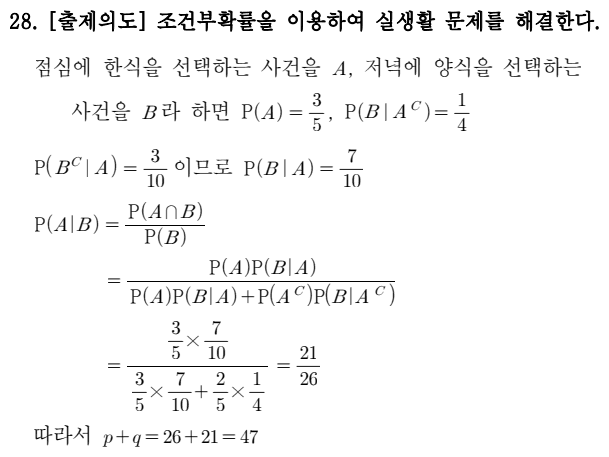 28. [출제의도] 조건부확률을 이용하여 실생활 문제를 해결한다.
점심에 한식을 선택하는 사건을 A, 저녁에 양식을 선택하는
사건을 B라 하면 P(A) = 3/5, P(B | A^C) = 1/4
P(B^C | A) = 3/10 이므로 P(B | A) = 7/10
P(A|B) = P(A∩B) / P(B)
= P(A)P(B|A) / (P(A)P(B|A) + P(A^C)P(B|A^C))
= (3/5 × 7/10) / (3/5 × 7/10 + 2/5 × 1/4) = 21/26
따라서 p+q = 26+21 = 47